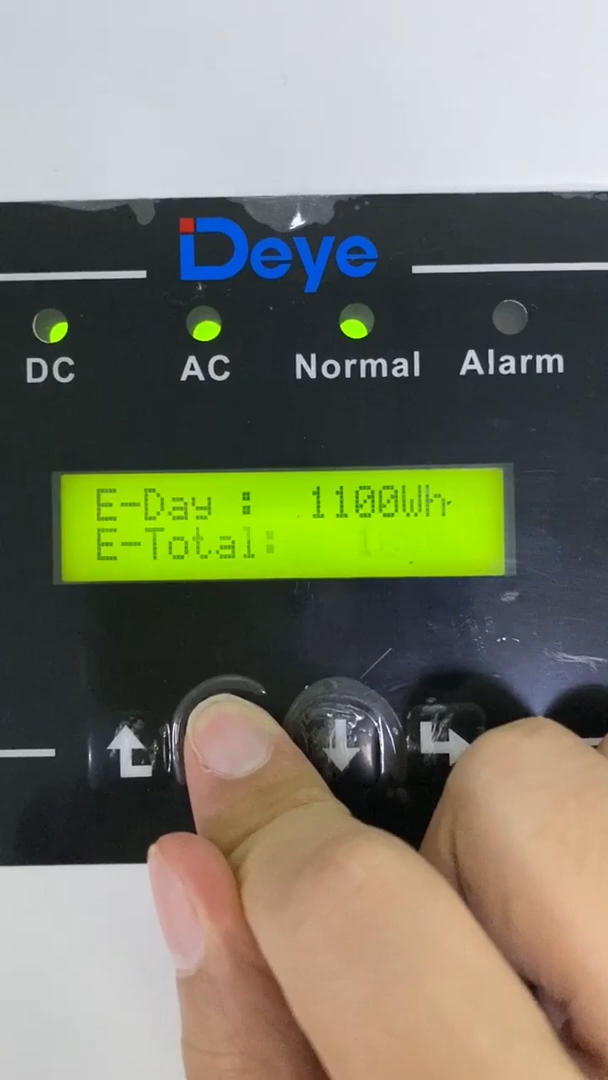 Deye
DC AC Normal Alarm
E-Day : 1100Wh
E-Total: